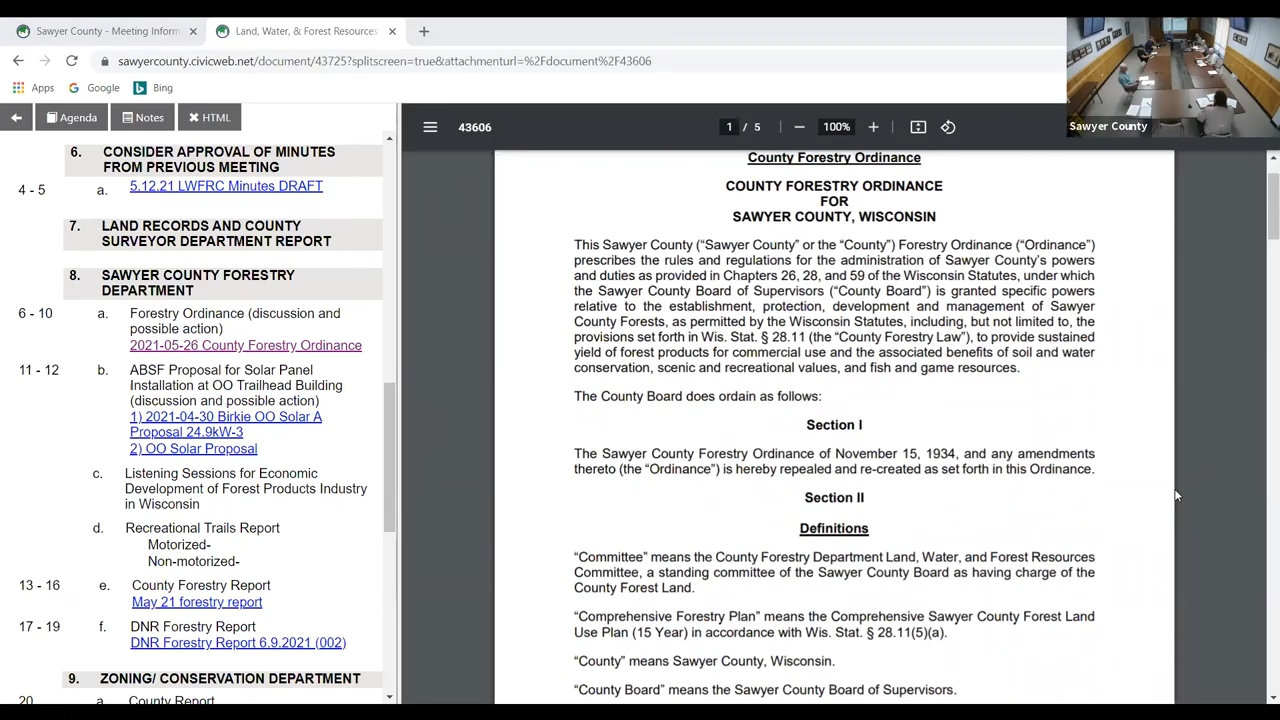 Sawyer County - Meeting Inform
Land, Water, & Forest Resources
sawyercounty.civicweb.net/document/43725?splitscreen=true&attachmenturl=%2Fdocument%2F43606
Apps Google Bing
Sawyer County
Agenda Notes HTML
43606 1 / 5 100%
6. CONSIDER APPROVAL OF MINUTES
FROM PREVIOUS MEETING
4 - 5 a. 5.12.21 LWFRC Minutes DRAFT
7. LAND RECORDS AND COUNTY
SURVEYOR DEPARTMENT REPORT
8. SAWYER COUNTY FORESTRY
DEPARTMENT
6 - 10 a. Forestry Ordinance (discussion and
possible action)
2021-05-26 County Forestry Ordinance
11 - 12 b. ABSF Proposal for Solar Panel
Installation at OO Trailhead Building
(discussion and possible action)
1) 2021-04-30 Birkie OO Solar A
Proposal 24.9kW-3
2) OO Solar Proposal
c. Listening Sessions for Economic
Development of Forest Products Industry
in Wisconsin
d. Recreational Trails Report
Motorized-
Non-motorized-
13 - 16 e. County Forestry Report
May 21 forestry report
17 - 19 f. DNR Forestry Report
DNR Forestry Report 6.9.2021 (002)
9. ZONING/ CONSERVATION DEPARTMENT
20 a. County Report
County Forestry Ordinance
COUNTY FORESTRY ORDINANCE
FOR
SAWYER COUNTY, WISCONSIN
This Sawyer County (“Sawyer County” or the “County”) Forestry Ordinance (“Ordinance”)
prescribes the rules and regulations for the administration of Sawyer County’s powers
and duties as provided in Chapters 26, 28, and 59 of the Wisconsin Statutes, under which
the Sawyer County Board of Supervisors (“County Board”) is granted specific powers
relative to the establishment, protection, development and management of Sawyer
County Forests, as permitted by the Wisconsin Statutes, including, but not limited to, the
provisions set forth in Wis. Stat. § 28.11 (the “County Forestry Law”), to provide sustained
yield of forest products for commercial use and the associated benefits of soil and water
conservation, scenic and recreational values, and fish and game resources.
The County Board does ordain as follows:
Section I
The Sawyer County Forestry Ordinance of November 15, 1934, and any amendments
thereto (the “Ordinance”) is hereby repealed and re-created as set forth in this Ordinance.
Section II
Definitions
“Committee” means the County Forestry Department Land, Water, and Forest Resources
Committee, a standing committee of the Sawyer County Board as having charge of the
County Forest Land.
“Comprehensive Forestry Plan” means the Comprehensive Sawyer County Forest Land
Use Plan (15 Year) in accordance with Wis. Stat. § 28.11(5)(a).
“County” means Sawyer County, Wisconsin.
“County Board” means the Sawyer County Board of Supervisors.